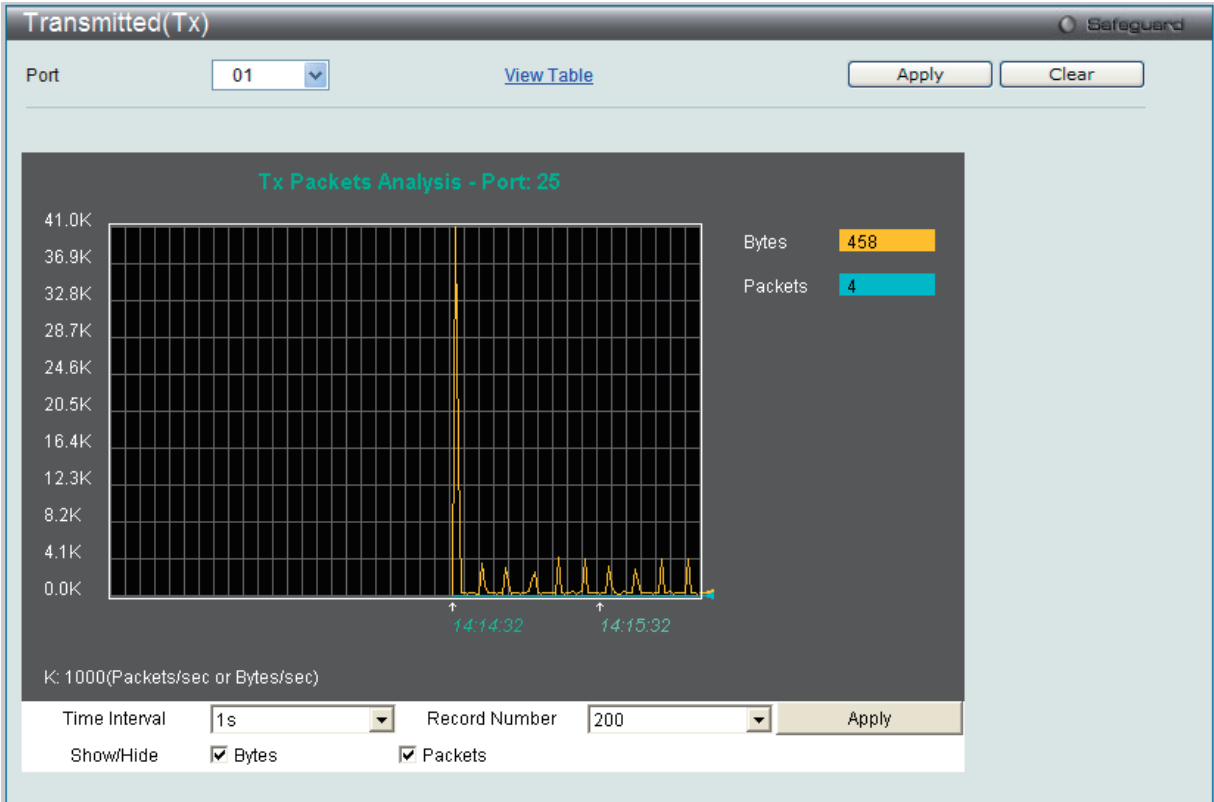 Transmitted(Tx)
Safeguard
Port 01 View Table Apply Clear
Tx Packets Analysis - Port: 25
41.0K
36.9K
32.8K
28.7K
24.6K
20.5K
16.4K
12.3K
8.2K
4.1K
0.0K
Bytes 458
Packets 4
14:14:32 14:15:32
K: 1000(Packets/sec or Bytes/sec)
Time Interval 1s Record Number 200 Apply
Show/Hide Bytes Packets